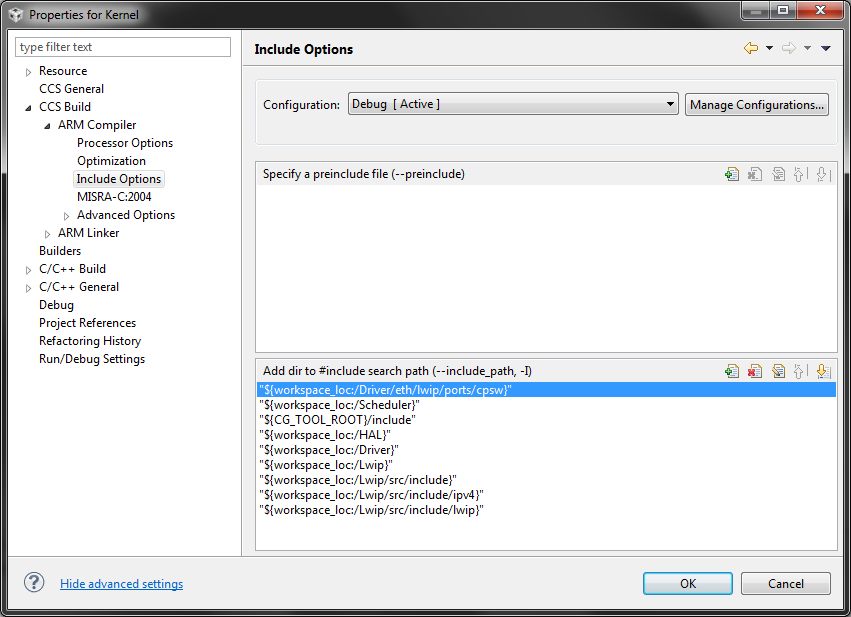 Properties for Kernel
type filter text
Resource
CCS General
CCS Build
ARM Compiler
Processor Options
Optimization
Include Options
MISRA-C:2004
Advanced Options
ARM Linker
Builders
C/C++ Build
C/C++ General
Debug
Project References
Refactoring History
Run/Debug Settings
Include Options
Configuration: Debug [ Active ] Manage Configurations...
Specify a preinclude file (--preinclude)
Add dir to #include search path (--include_path, -I)
"${workspace_loc:/Driver/eth/lwip/ports/cpsw}"
"${workspace_loc:/Scheduler}"
"${CG_TOOL_ROOT}/include"
"${workspace_loc:/HAL}"
"${workspace_loc:/Driver}"
"${workspace_loc:/Lwip}"
"${workspace_loc:/Lwip/src/include}"
"${workspace_loc:/Lwip/src/include/ipv4}"
"${workspace_loc:/Lwip/src/include/lwip}"
? Hide advanced settings OK Cancel